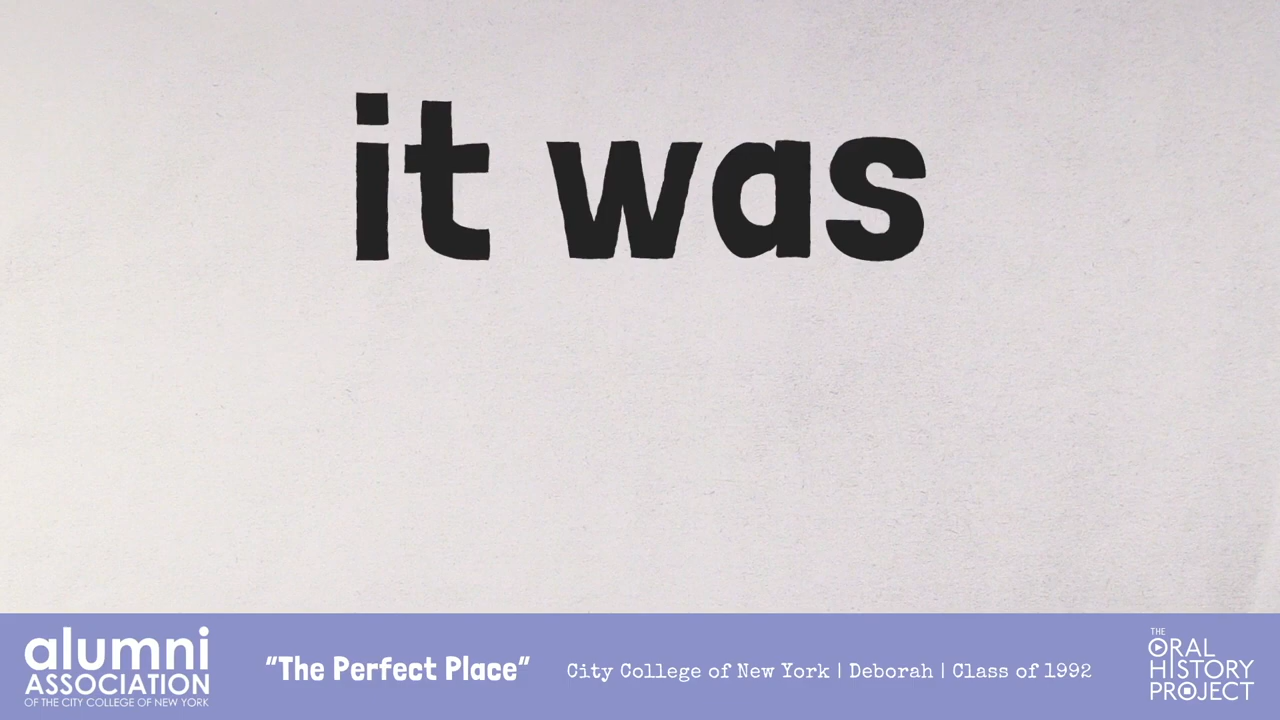 it was
alumni
ASSOCIATION
OF THE CITY COLLEGE OF NEW YORK
“The Perfect Place”
City College of New York | Deborah | Class of 1992
THE
ORAL
HISTORY
PROJECT